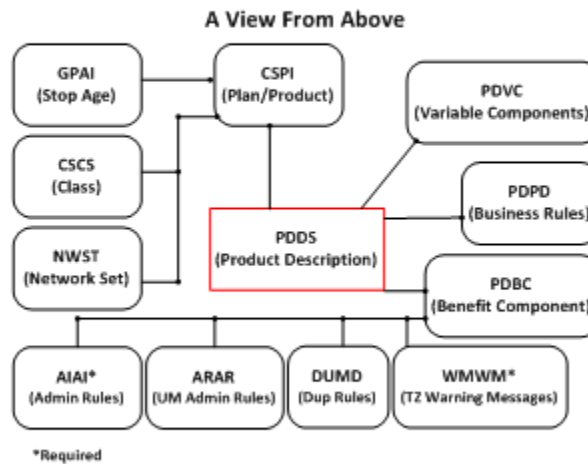 A View From Above
GPAI
(Stop Age)
CSPI
(Plan/Product)
PDVC
(Variable Components)
CSCS
(Class)
PDPD
(Business Rules)
NWST
(Network Set)
PDDS
(Product Description)
PDBC
(Benefit Component)
AIAI*
(Admin Rules)
ARAR
(UM Admin Rules)
DUMD
(Dup Rules)
WMWM*
(TZ Warning Messages)
*Required